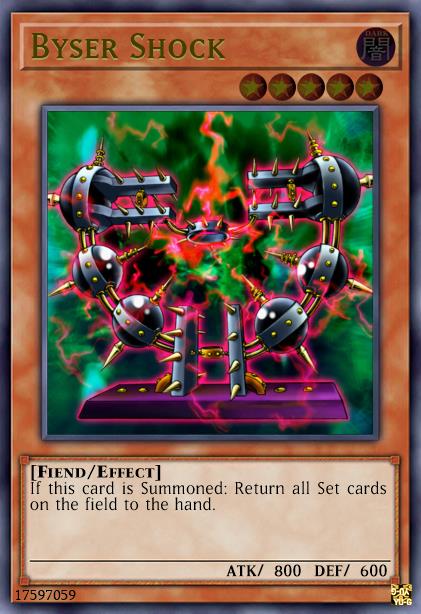 Byser Shock
DARK
闇
[Fiend/Effect]
If this card is Summoned: Return all Set cards
on the field to the hand.
ATK/ 800 DEF/ 600
17597059